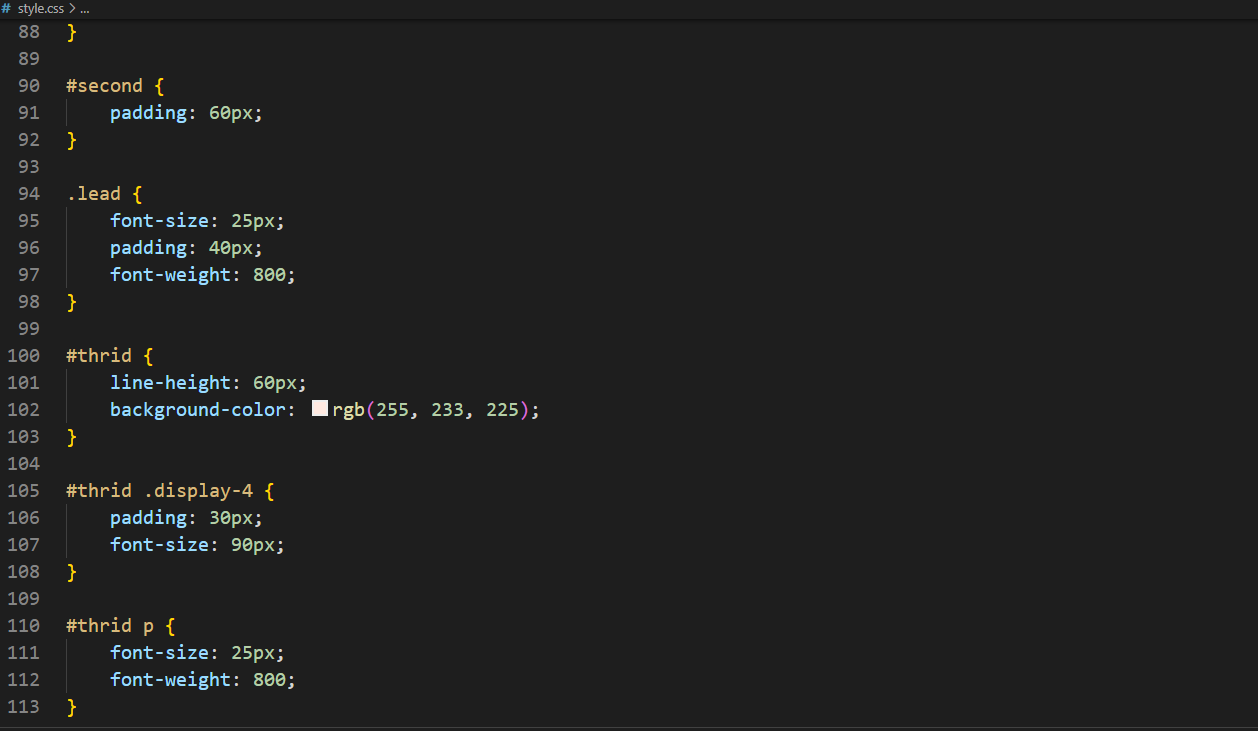 # style.css > ...
88 }
89
90 #second {
91 padding: 60px;
92 }
93
94 .lead {
95 font-size: 25px;
96 padding: 40px;
97 font-weight: 800;
98 }
99
100 #thrid {
101 line-height: 60px;
102 background-color: rgb(255, 233, 225);
103 }
104
105 #thrid .display-4 {
106 padding: 30px;
107 font-size: 90px;
108 }
109
110 #thrid p {
111 font-size: 25px;
112 font-weight: 800;
113 }